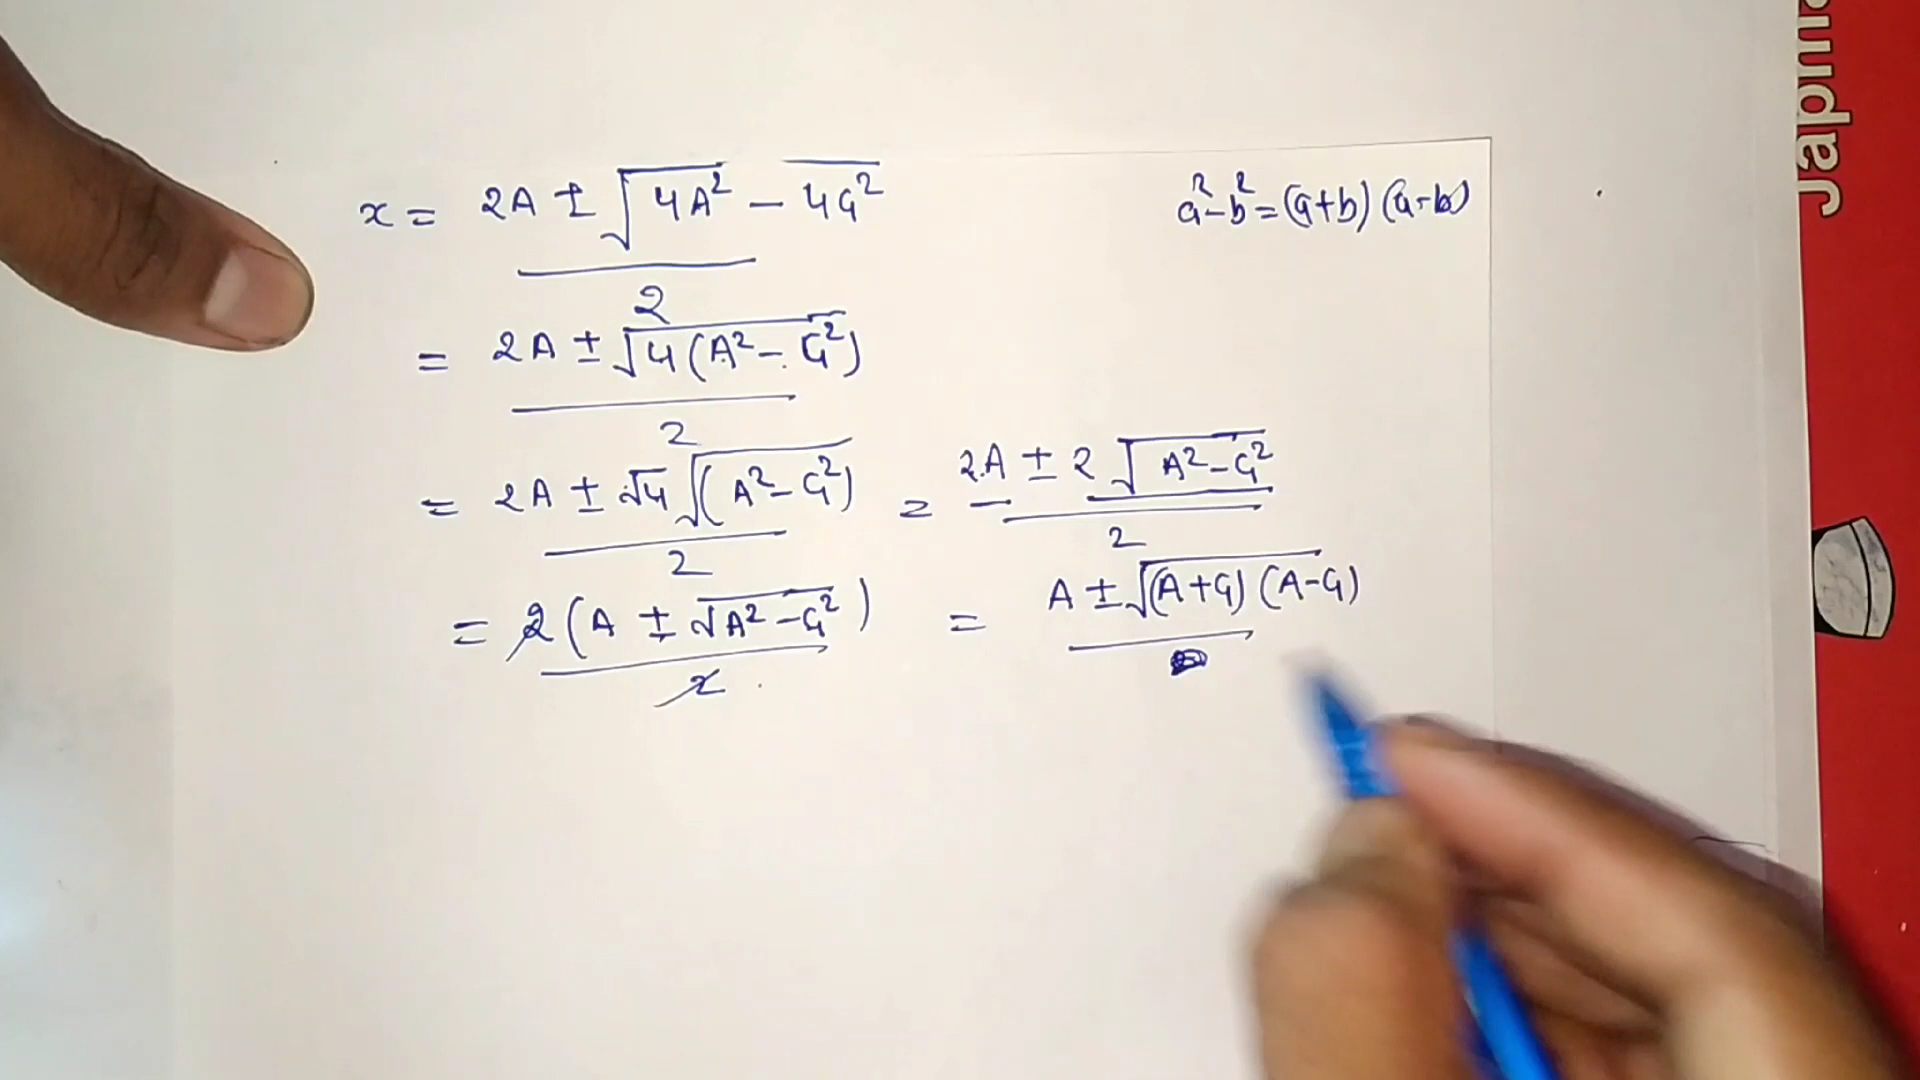 x = (2A ± √(4A² − 4G²)) / 2
a² − b² = (a+b)(a−b)
= (2A ± √(4(A² − G²))) / 2
= (2A ± √4 √(A² − G²)) / 2 = (2A ± 2√(A² − G²)) / 2
= 2(A ± √(A² − G²)) / 2 = A ± √((A+G)(A−G))